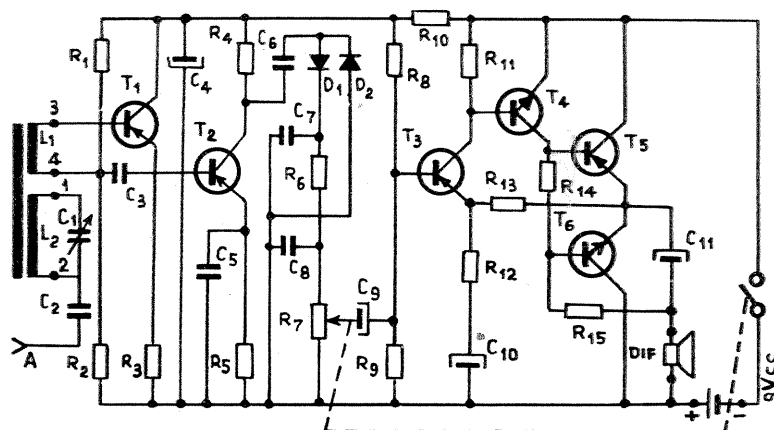 R1
T1
C4
R4
C6
D1
D2
R8
R10
R11
T4
T5
T2
C7
T3
3
L1
4
C3
R6
R13
R14
T6
1
L2
C1
2
C2
C5
C8
R12
C11
A
R2
R3
R5
R7
C9
R9
C10
R15
DIF
+
-
9VCC